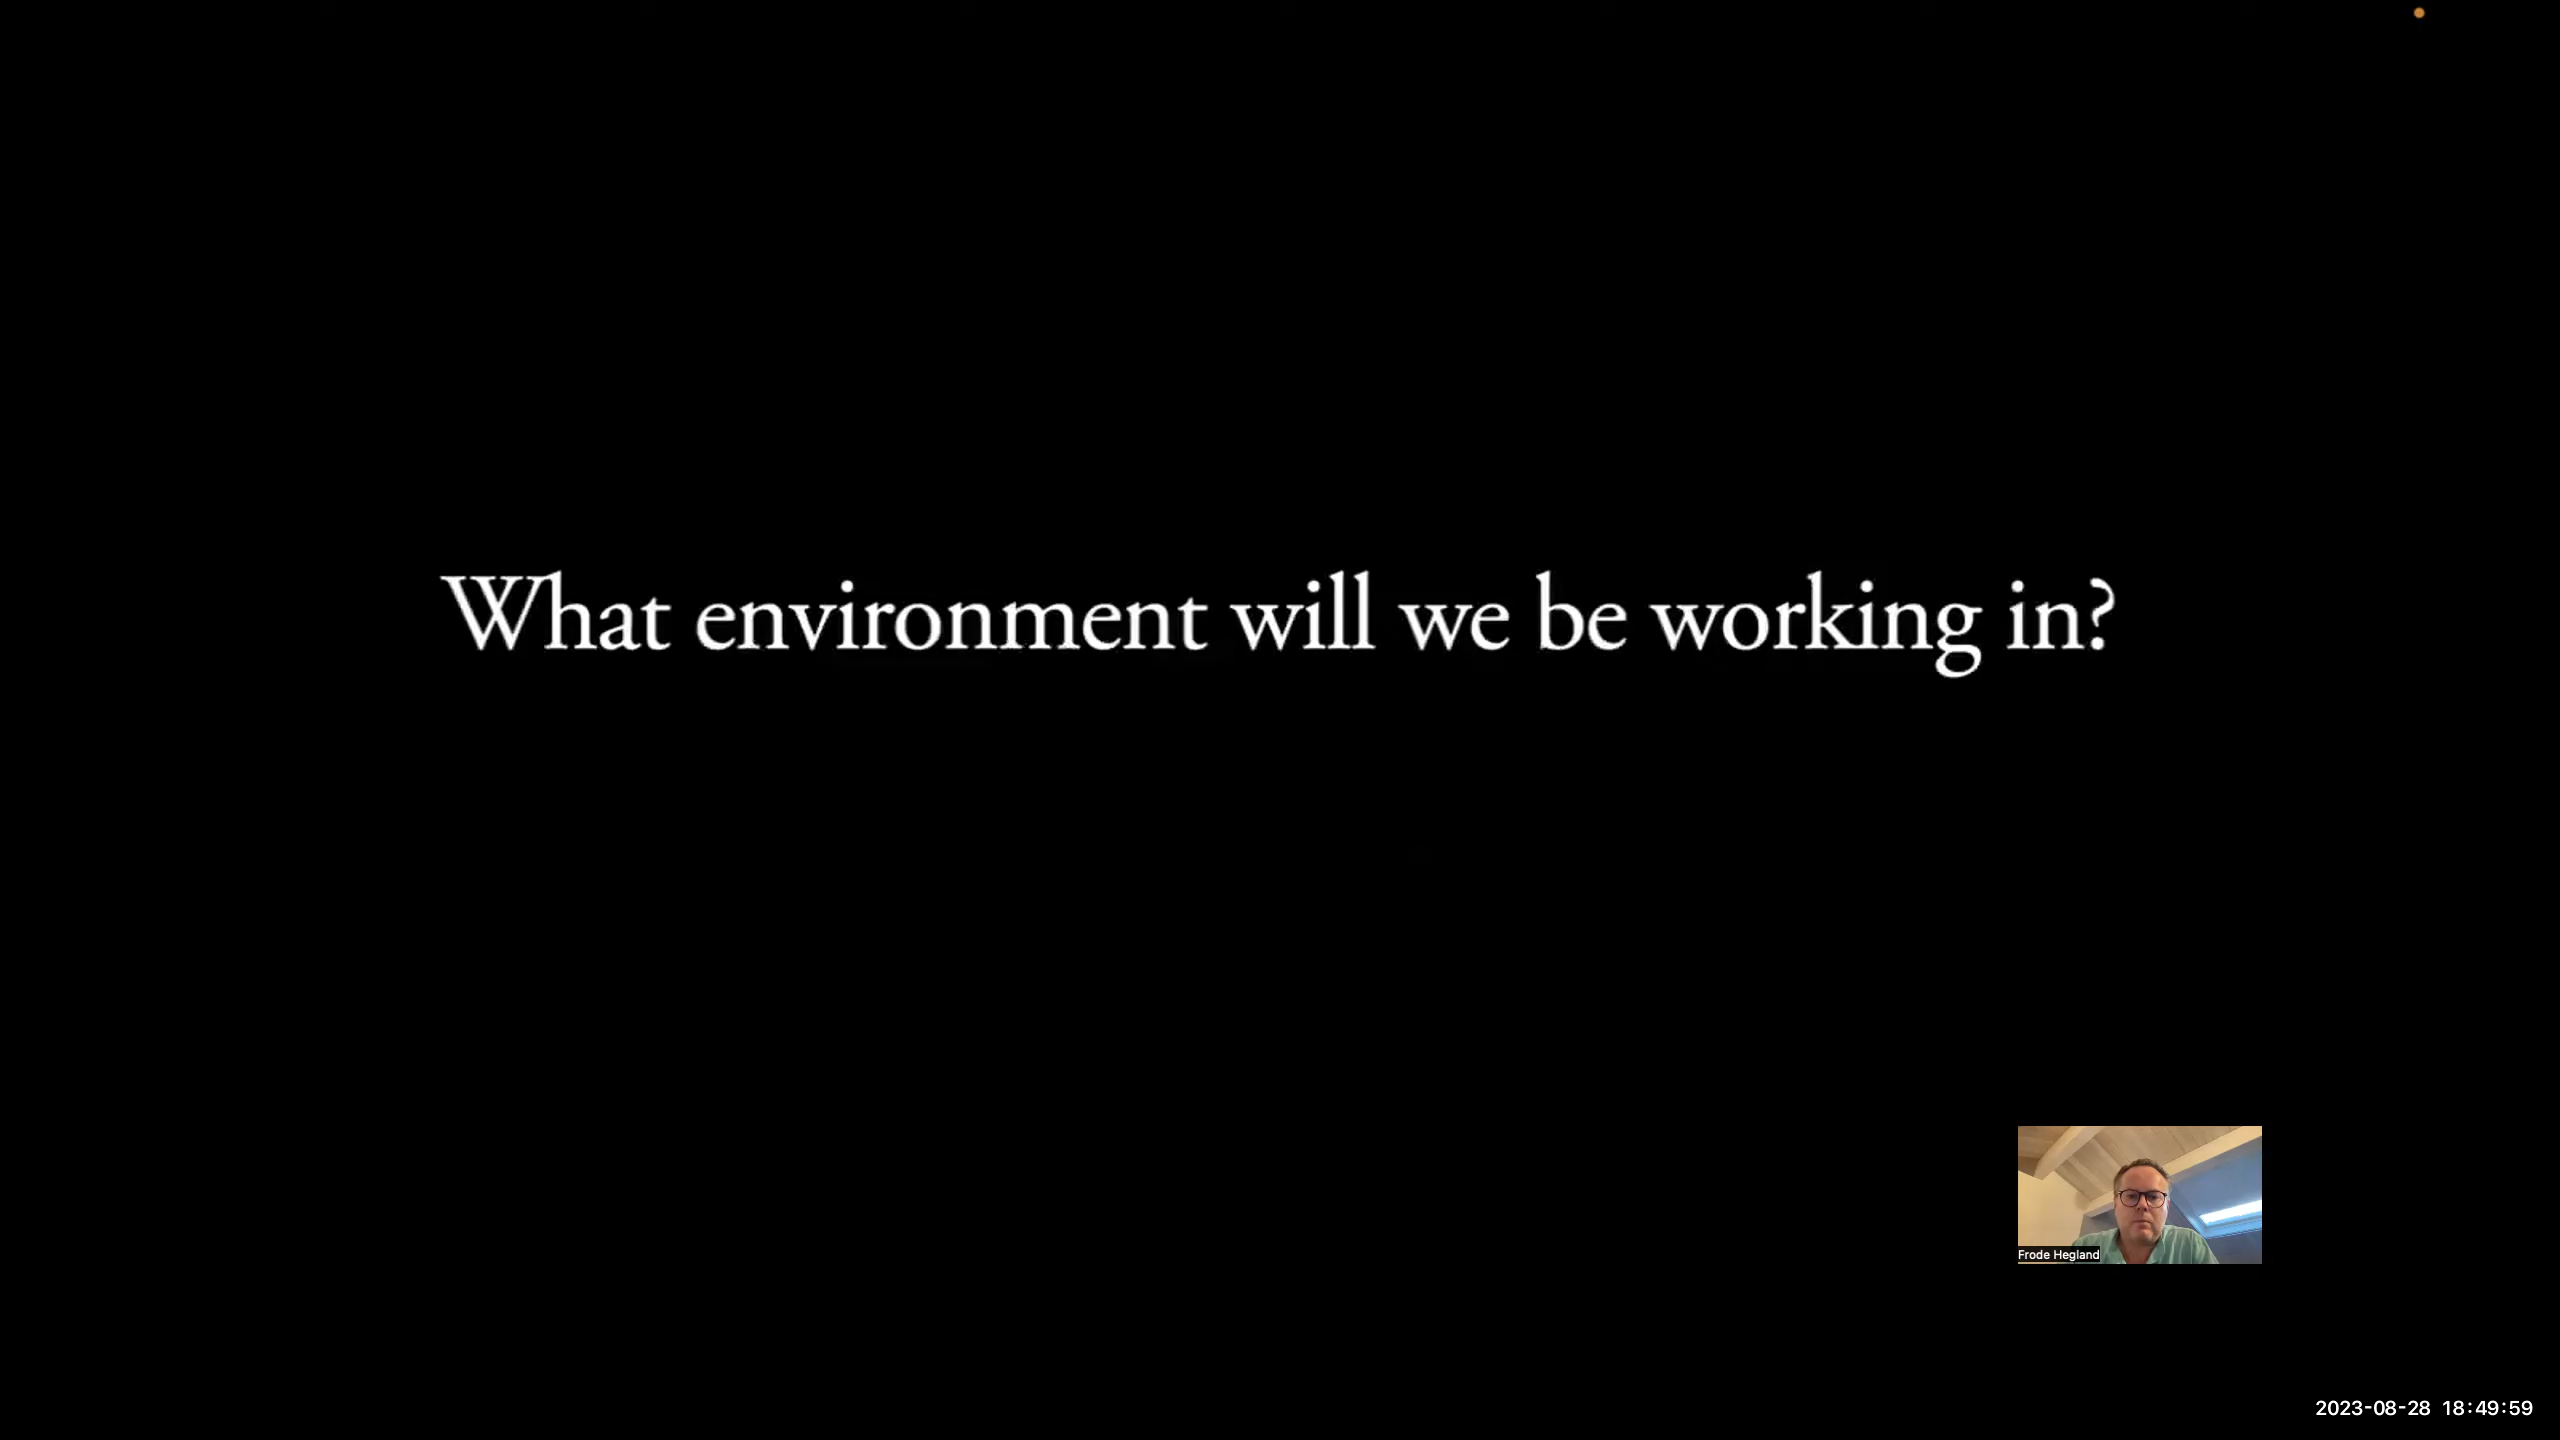 What environment will we be working in?
Frode Hegland
2023-08-28 18:49:59